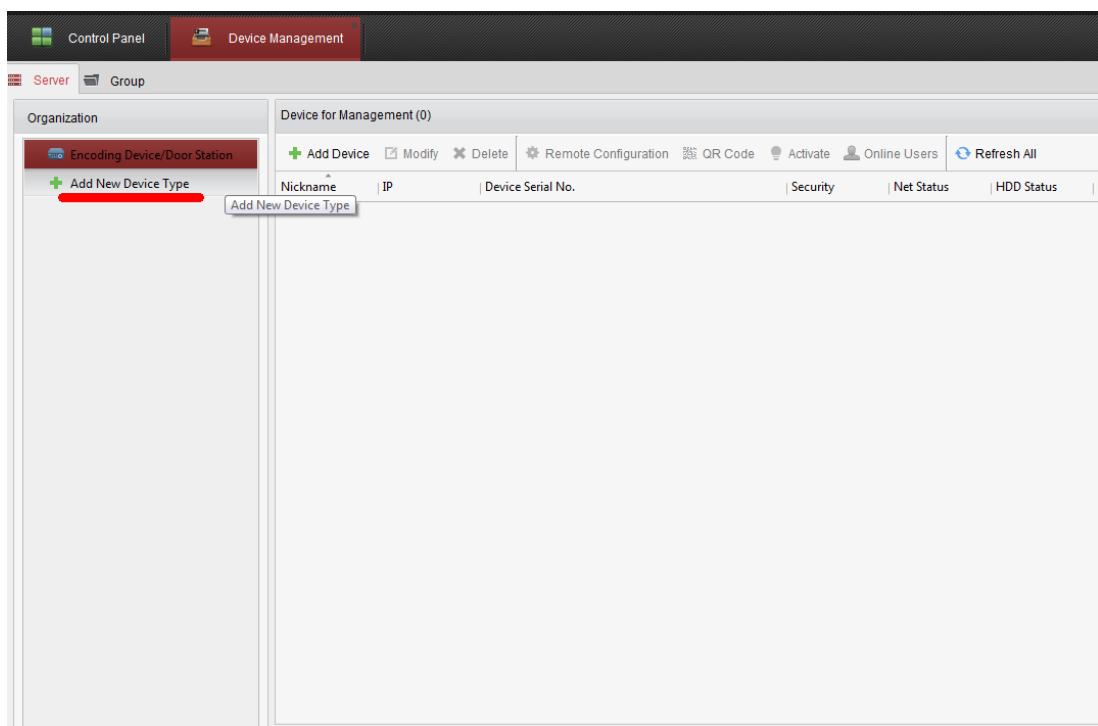 Control Panel Device Management
Server Group
Organization
Device for Management (0)
Encoding Device/Door Station
Add Device Modify Delete Remote Configuration QR Code Activate Online Users Refresh All
Add New Device Type
Nickname IP Device Serial No. Security Net Status HDD Status
Add New Device Type